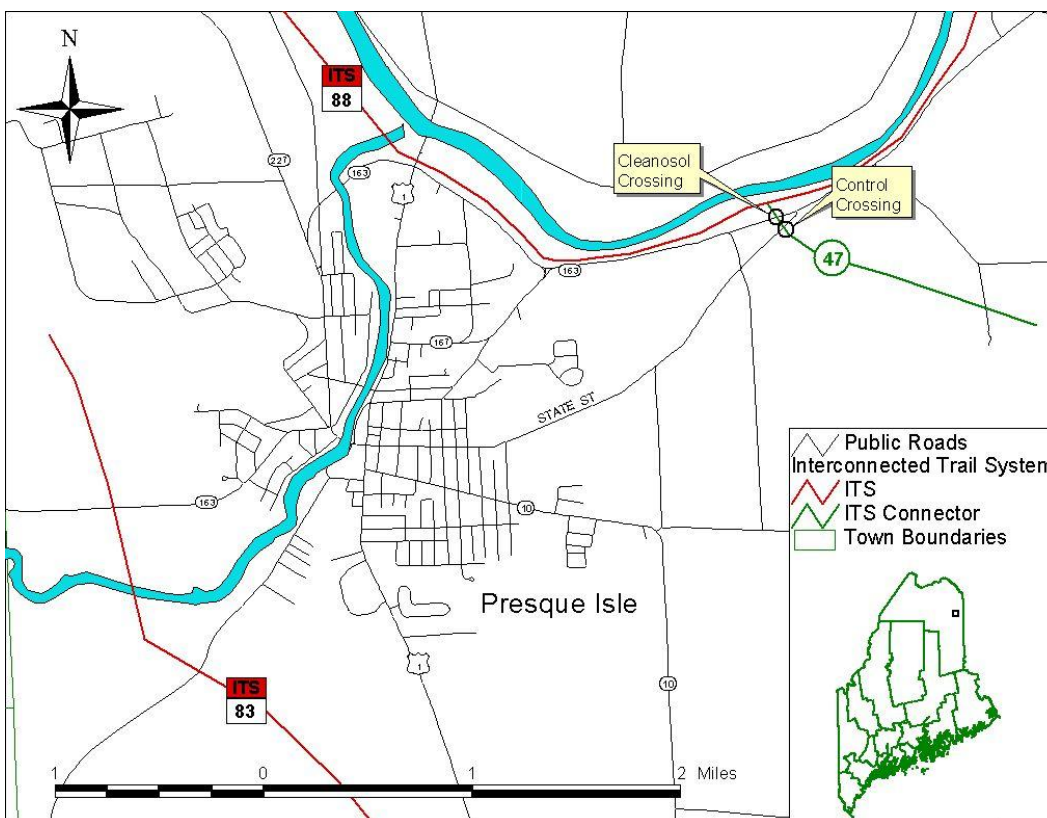 N
ITS
88
227
163
1
Cleanosol
Crossing
Control
Crossing
47
163
167
STATE ST
163
10
Presque Isle
1
10
ITS
83
Public Roads
Interconnected Trail System
ITS
ITS Connector
Town Boundaries
1 0 1 2 Miles